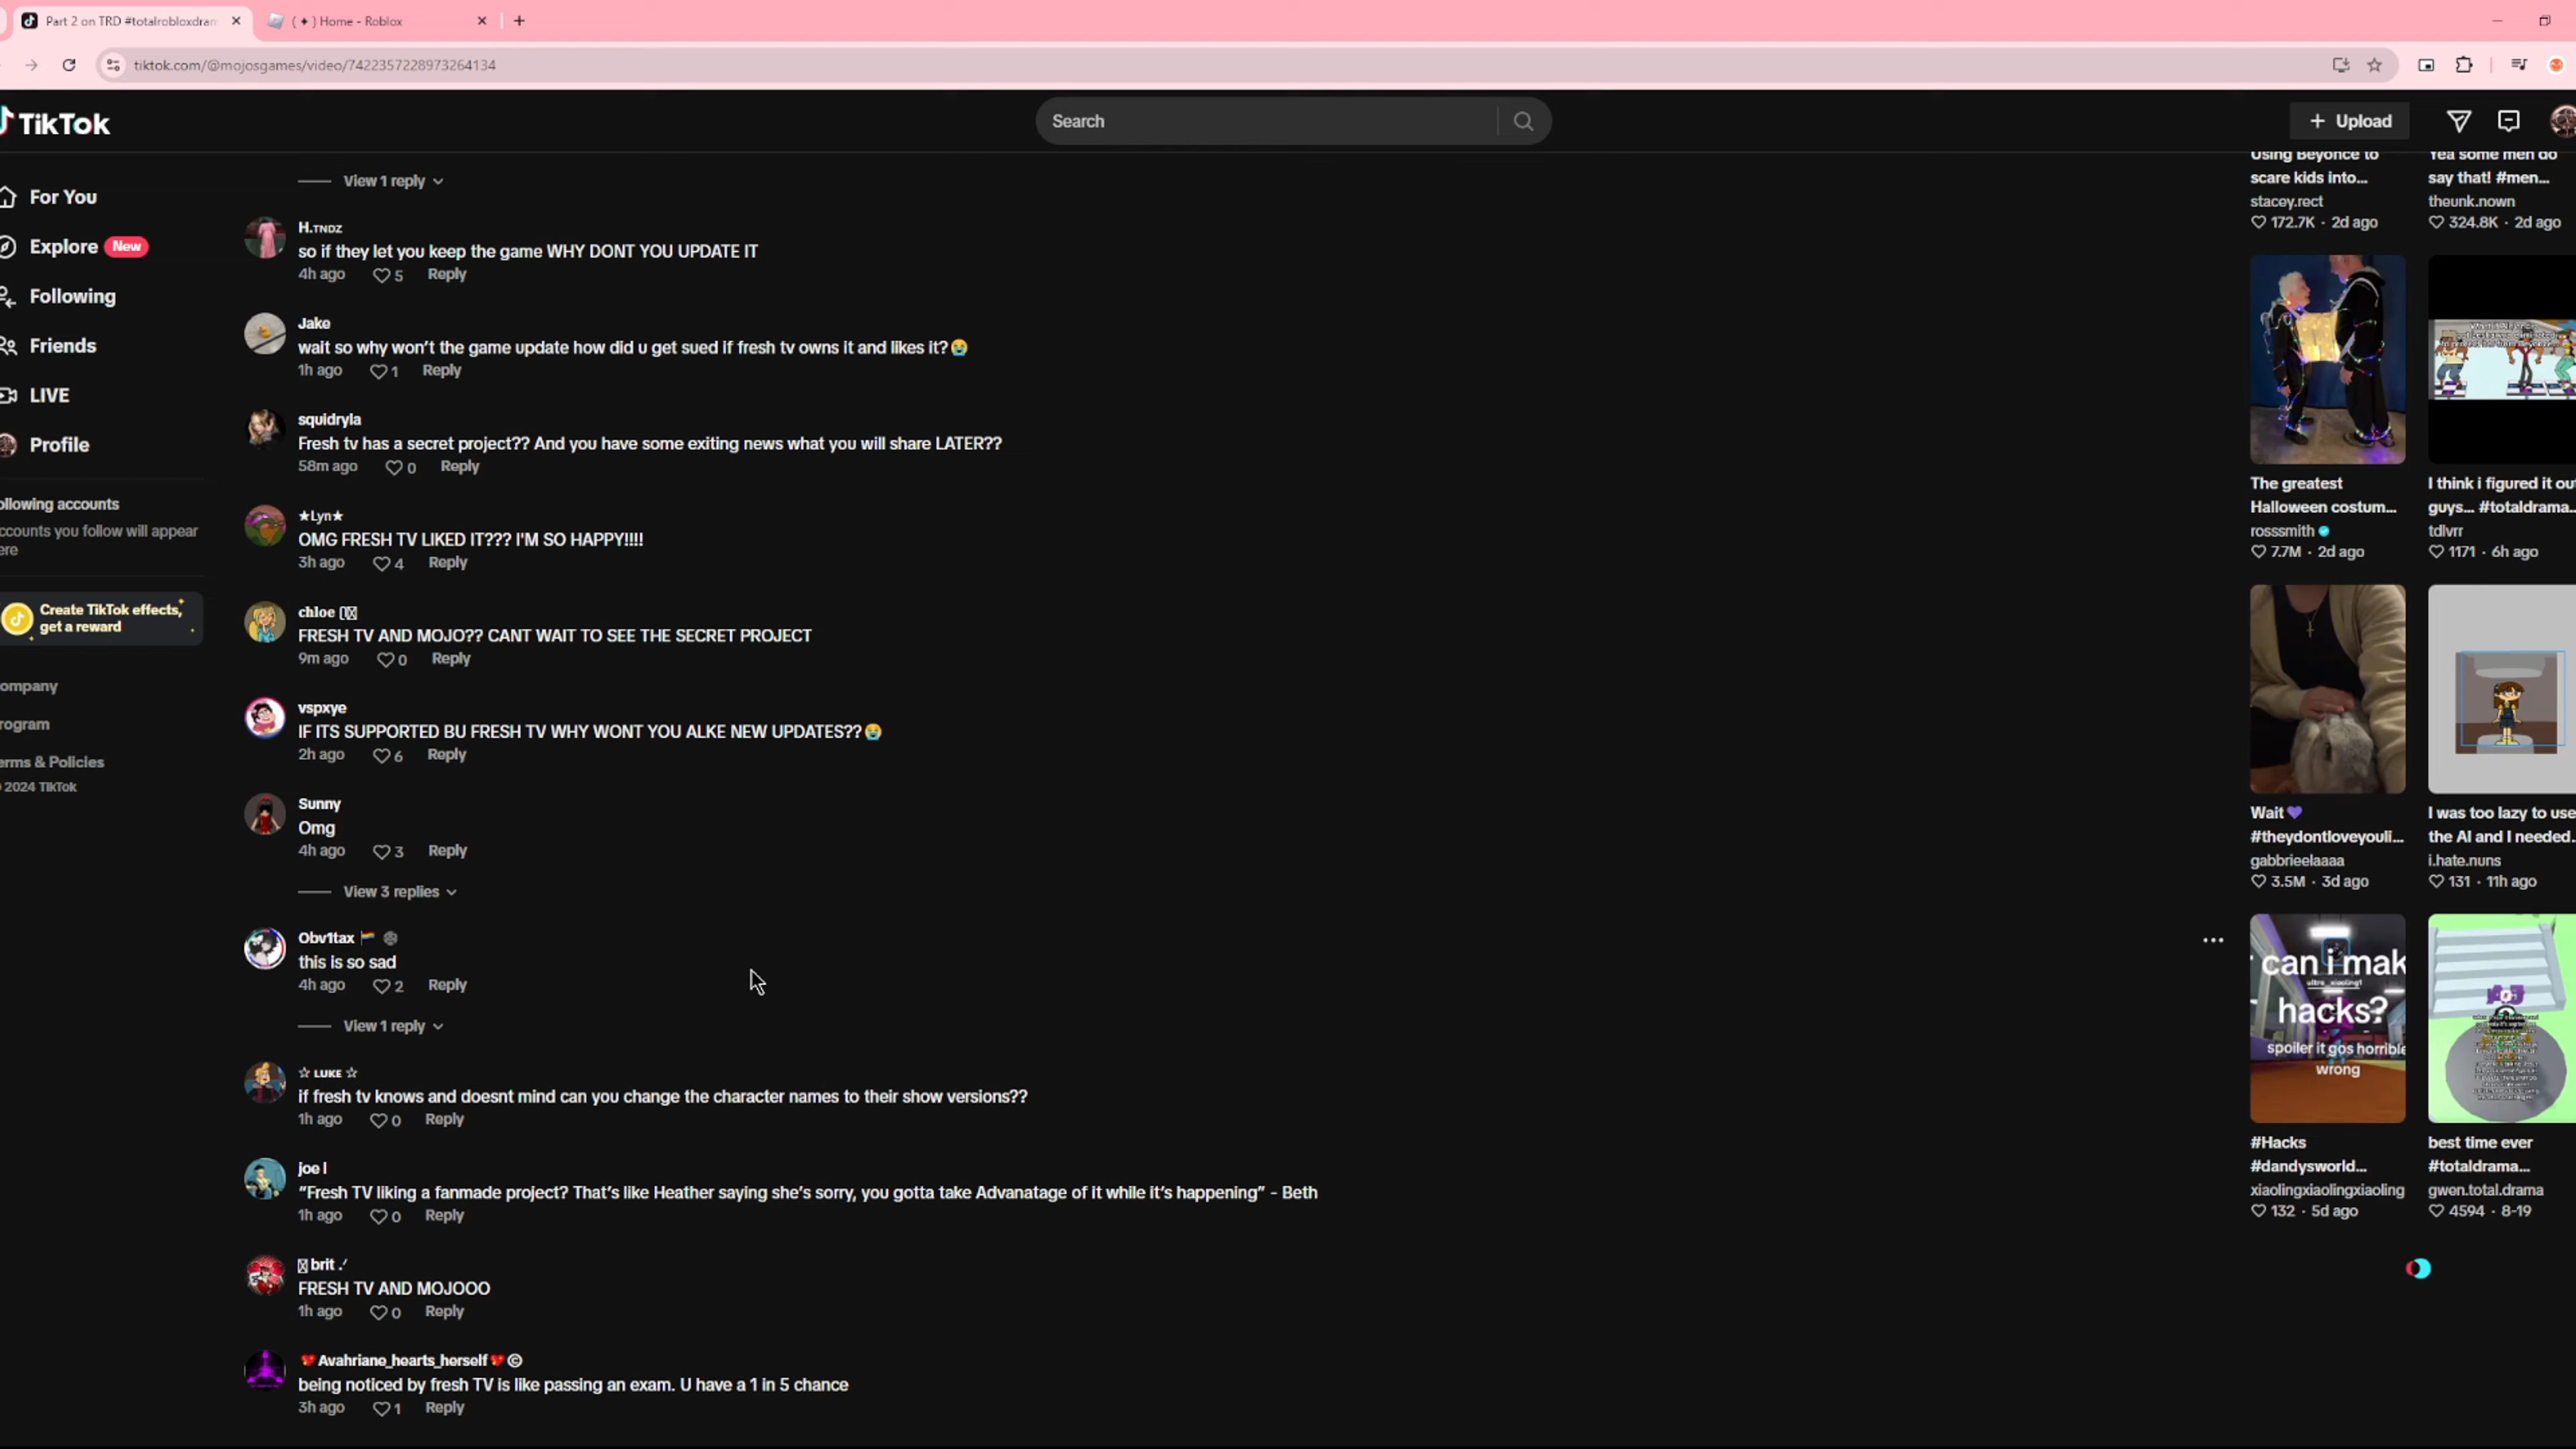 Part 2 on TRD #totalrobloxdram
( ✦ ) Home - Roblox
tiktok.com/@mojosgames/video/7422357228973264134
TikTok
Search
Upload
For You
Explore New
Following
Friends
LIVE
Profile
ollowing accounts
ccounts you follow will appear
ere
Create TikTok effects,
get a reward
ompany
rogram
erms & Policies
2024 TikTok
View 1 reply
H.TNDZ
so if they let you keep the game WHY DONT YOU UPDATE IT
4h ago 5 Reply
Jake
wait so why won't the game update how did u get sued if fresh tv owns it and likes it?😭
1h ago 1 Reply
squidryla
Fresh tv has a secret project?? And you have some exiting news what you will share LATER??
58m ago 0 Reply
★Lyn★
OMG FRESH TV LIKED IT??? I'M SO HAPPY!!!!
3h ago 4 Reply
chloe
FRESH TV AND MOJO?? CANT WAIT TO SEE THE SECRET PROJECT
9m ago 0 Reply
vspxye
IF ITS SUPPORTED BU FRESH TV WHY WONT YOU ALKE NEW UPDATES??😭
2h ago 6 Reply
Sunny
Omg
4h ago 3 Reply
View 3 replies
Obv1tax 🏳️‍🌈
this is so sad
4h ago 2 Reply
View 1 reply
☆ LUKE ☆
if fresh tv knows and doesnt mind can you change the character names to their show versions??
1h ago 0 Reply
joe l
“Fresh TV liking a fanmade project? That's like Heather saying she's sorry, you gotta take Advanatage of it while it's happening” - Beth
1h ago 0 Reply
brit .ᐟ
FRESH TV AND MOJOOO
1h ago 0 Reply
💖Avahriane_hearts_herself💖©
being noticed by fresh TV is like passing an exam. U have a 1 in 5 chance
3h ago 1 Reply
Using Beyonce to
scare kids into...
stacey.rect
172.7K · 2d ago
Yea some men do
say that! #men...
theunk.nown
324.8K · 2d ago
The greatest
Halloween costum...
rosssmith
7.7M · 2d ago
I think i figured it out
guys... #totaldrama...
tdlvrr
1171 · 6h ago
Wait💜
#theydontloveyouli...
gabbrieelaaaa
3.5M · 3d ago
I was too lazy to use
the AI and I needed...
i.hate.nuns
131 · 11h ago
can i mak
hacks?
spoiler it gos horrible
wrong
#Hacks
#dandysworld...
xiaolingxiaolingxiaoling
132 · 5d ago
best time ever
#totaldrama...
gwen.total.drama
4594 · 8-19